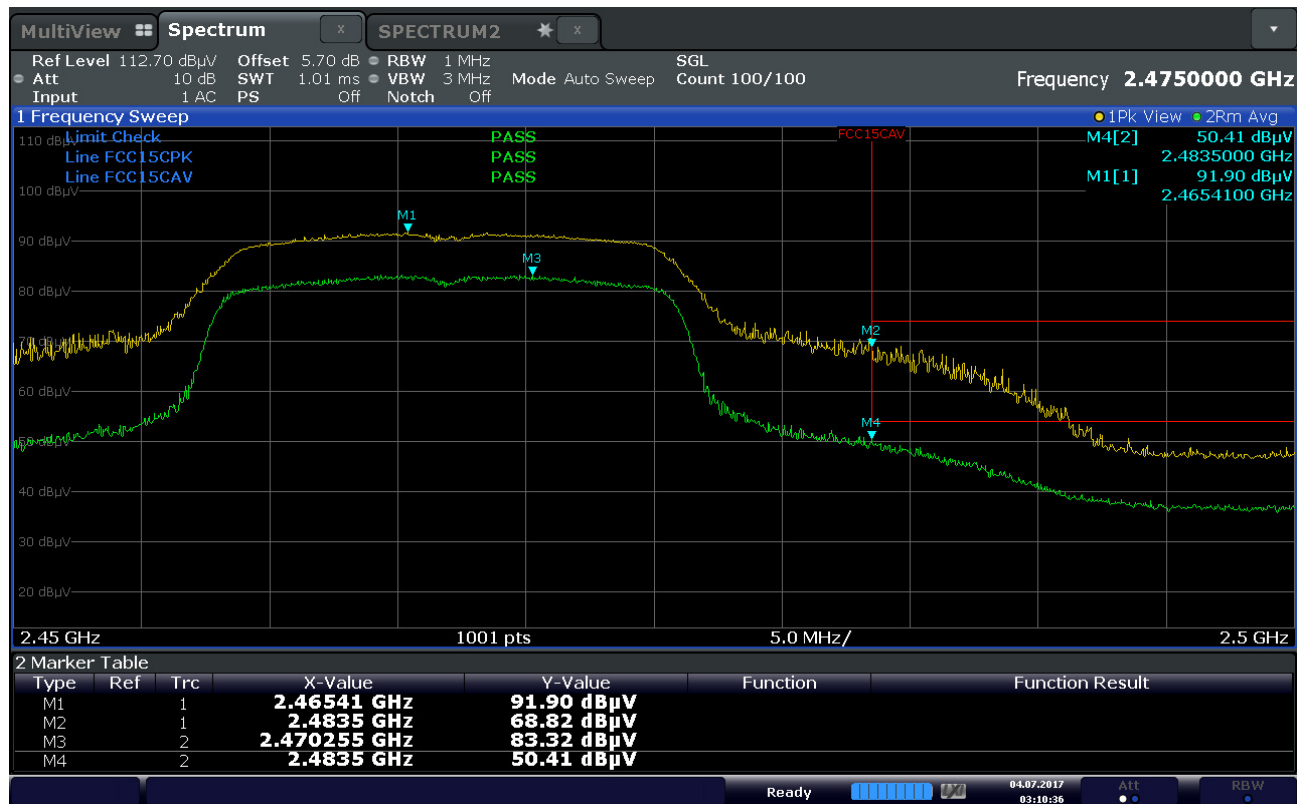 MultiView Spectrum x SPECTRUM2 x
Ref Level 112.70 dBµV Offset 5.70 dB RBW 1 MHz SGL
Att 10 dB SWT 1.01 ms VBW 3 MHz Mode Auto Sweep Count 100/100 Frequency 2.4750000 GHz
Input 1 AC PS Off Notch Off
1 Frequency Sweep 1Pk View 2Rm Avg
110 dBµV Limit Check PASS FCC15CAV M4[2] 50.41 dBµV
Line FCC15CPK PASS 2.4835000 GHz
Line FCC15CAV PASS M1[1] 91.90 dBµV
100 dBµV 2.4654100 GHz
M1
90 dBµV
M3
80 dBµV
M2
70 dBµV
60 dBµV
M4
40 dBµV
30 dBµV
20 dBµV
2.45 GHz 1001 pts 5.0 MHz/ 2.5 GHz
2 Marker Table
Type Ref Trc X-Value Y-Value Function Function Result
M1 1 2.46541 GHz 91.90 dBµV
M2 1 2.4835 GHz 68.82 dBµV
M3 2 2.470255 GHz 83.32 dBµV
M4 2 2.4835 GHz 50.41 dBµV
Ready 04.07.2017 Att RBW
03:10:36